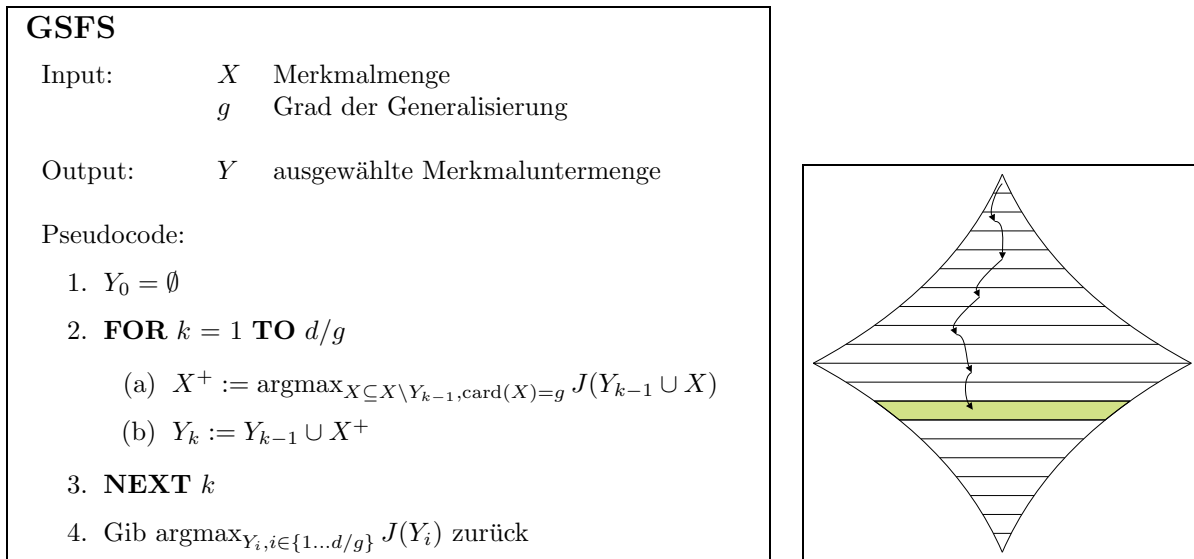 GSFS
Input: X Merkmalmenge
g Grad der Generalisierung
Output: Y ausgewählte Merkmaluntermenge
Pseudocode:
1. Y_0 = ∅
2. FOR k = 1 TO d/g
(a) X^+ := argmax_{X⊆X\Y_{k−1},card(X)=g} J(Y_{k−1} ∪ X)
(b) Y_k := Y_{k−1} ∪ X^+
3. NEXT k
4. Gib argmax_{Y_i,i∈{1...d/g}} J(Y_i) zurück